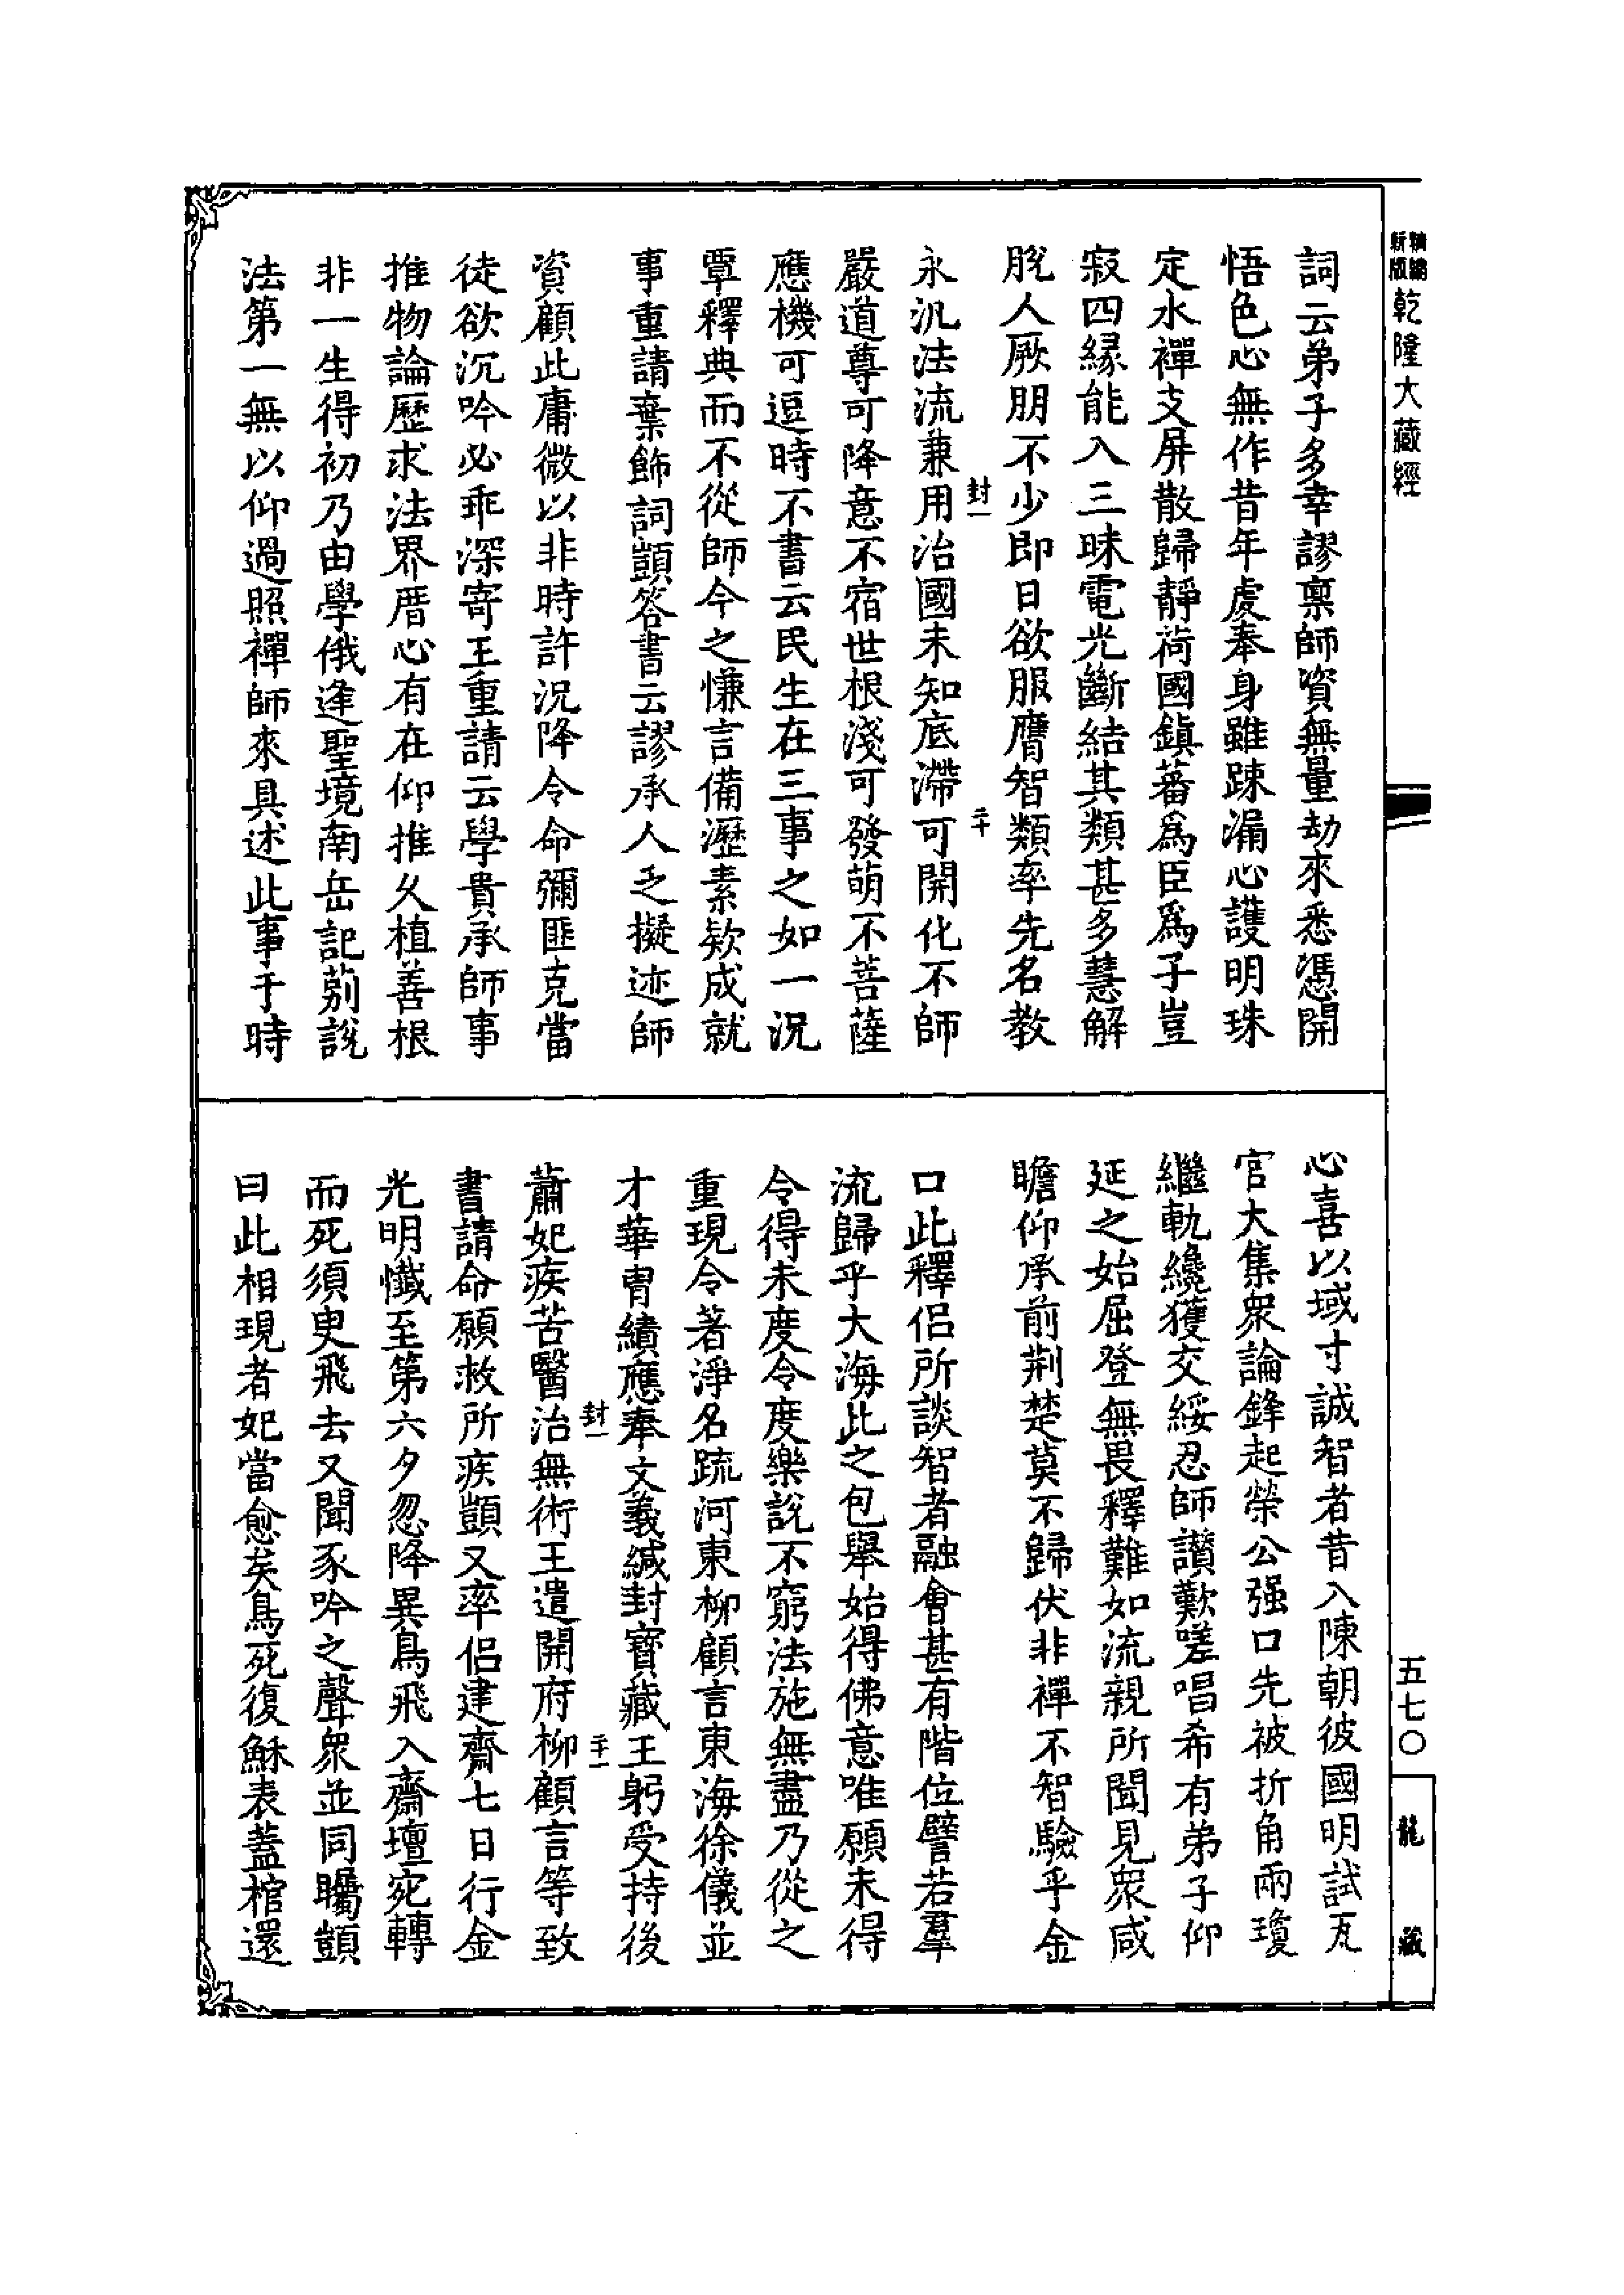 精編
新版
乾隆大藏經
詞云弟子多幸謬禀師資無量劫來悉憑開
悟色心無作昔年虔奉身雖踈漏心護明珠
定水禪支屏散歸靜荷國鎮蕃爲臣爲子豈
寂四緣能入三昧電光斷結其類甚多慧解
脫人厥朋不少即日欲服膺智類率先名教
永汎法流兼用治國未知底滯可開化不師
嚴道尊可降意不宿世根淺可發萌不菩薩
應機可逗時不書云民生在三事之如一況
覃釋典而不從師今之慊言備瀝素欵成就
事重請棄飾詞顗答書云謬承人乏擬迹師
資顧此庸微以非時許況降令命彌匪克當
徒欲沉吟必乖深寄王重請云學貴承師事
推物論歷求法界厝心有在仰推久植善根
非一生得初乃由學俄逢聖境南岳記莂說
法第一無以仰過照禪師來具述此事于時
封一
二十
心喜以域寸誠智者昔入陳朝彼國明試瓦
官大集衆論鋒起榮公强口先被折角兩瓊
繼軌纔獲交綏忍師讃歎嗟唱希有弟子仰
延之始屈登無畏釋難如流親所聞見衆咸
瞻仰承前荆楚莫不歸伏非禪不智驗乎金
口此釋侶所談智者融會甚有階位譬若羣
流歸乎大海此之包舉始得佛意唯願未得
令得未度令度樂說不窮法施無盡乃從之
重現令著淨名疏河東柳顧言東海徐儀並
才華胄績應奉文義緘封寶藏王躬受持後
蕭妃疾苦醫治無術王遣開府柳顧言等致
書請命願救所疾顗又率侶建齋七日行金
光明懺至第六夕忽降異鳥飛入齋壇宛轉
而死須臾飛去又聞豕吟之聲衆並同矚顗
曰此相現者妃當愈矣鳥死復穌表蓋棺還
封一
二十一
五七〇
龍藏